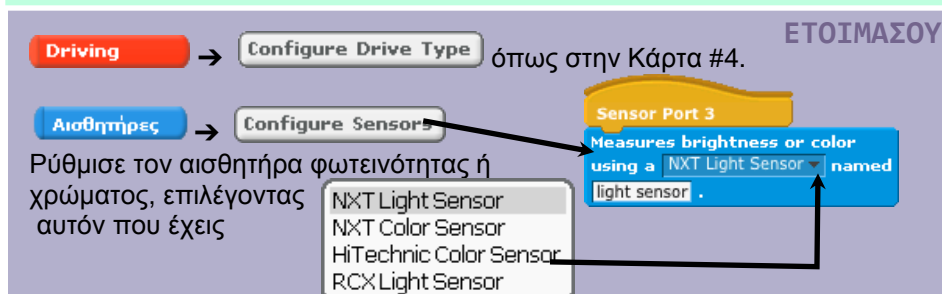 ΕΤΟΙΜΑΣΟΥ
Driving → Configure Drive Type όπως στην Κάρτα #4.
Αισθητήρες → Configure Sensors
Ρύθμισε τον αισθητήρα φωτεινότητας ή
χρώματος, επιλέγοντας
αυτόν που έχεις
NXT Light Sensor
NXT Color Sensor
HiTechnic Color Sensor
RCX Light Sensor
Sensor Port 3
Measures brightness or color
using a NXT Light Sensor named
light sensor .